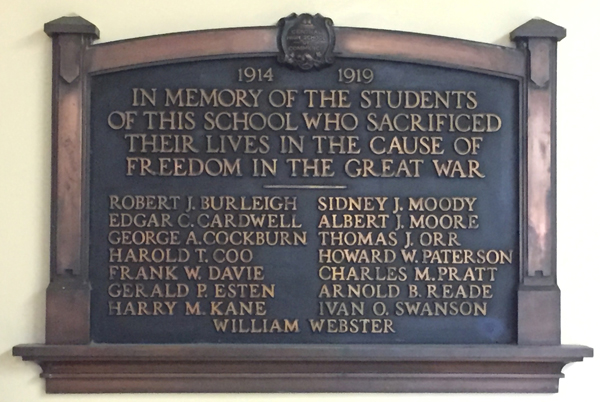 1914 1919
IN MEMORY OF THE STUDENTS
OF THIS SCHOOL WHO SACRIFICED
THEIR LIVES IN THE CAUSE OF
FREEDOM IN THE GREAT WAR
ROBERT J. BURLEIGH
EDGAR C. CARDWELL
GEORGE A. COCKBURN
HAROLD T. COO
FRANK W. DAVIE
GERALD P. ESTEN
HARRY M. KANE
SIDNEY J. MOODY
ALBERT J. MOORE
THOMAS J. ORR
HOWARD W. PATERSON
CHARLES M. PRATT
ARNOLD B. READE
IVAN O. SWANSON
WILLIAM WEBSTER